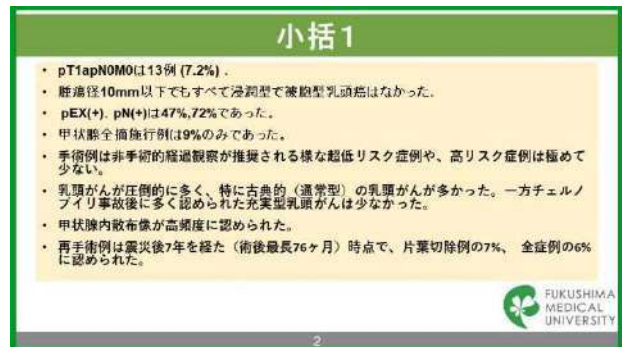 小括1
• pT1apN0M0は13例 (7.2%) .
• 腫瘍径10mm以下でもすべて浸潤型で被胞型乳頭癌はなかった.
• pEX(+). pN(+)は47%,72%であった。
• 甲状腺全摘施行例は9%のみであった。
• 手術例は非手術的経過観察が推奨される様な超低リスク症例や、高リスク症例は極めて
少ない。
• 乳頭がんが圧倒的に多く、特に古典的（通常型）の乳頭がんが多かった。一方チェルノ
ブイリ事故後に多く認められた充実型乳頭がんは少なかった。
• 甲状腺内散布像が高頻度に認められた。
• 再手術例は震災後7年を経た（術後最長76ヶ月）時点で、片葉切除例の7%、 全症例の6%
に認められた。
FUKUSHIMA
MEDICAL
UNIVERSITY
2